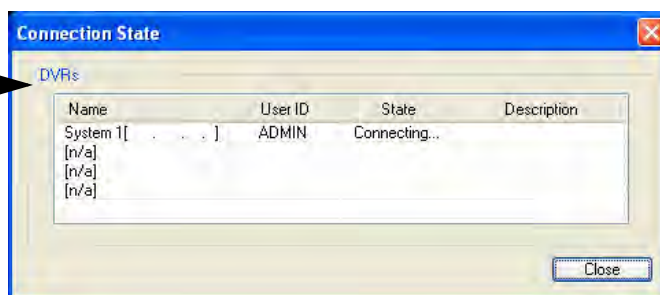 Connection State
DVRs
Name User ID State Description
System 1[ . . . ] ADMIN Connecting...
[n/a]
[n/a]
[n/a]
Close